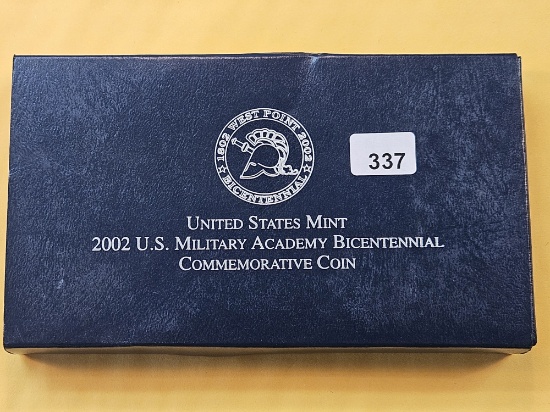 1802 WEST POINT 2002
BICENTENNIAL
337
UNITED STATES MINT
2002 U.S. MILITARY ACADEMY BICENTENNIAL
COMMEMORATIVE COIN